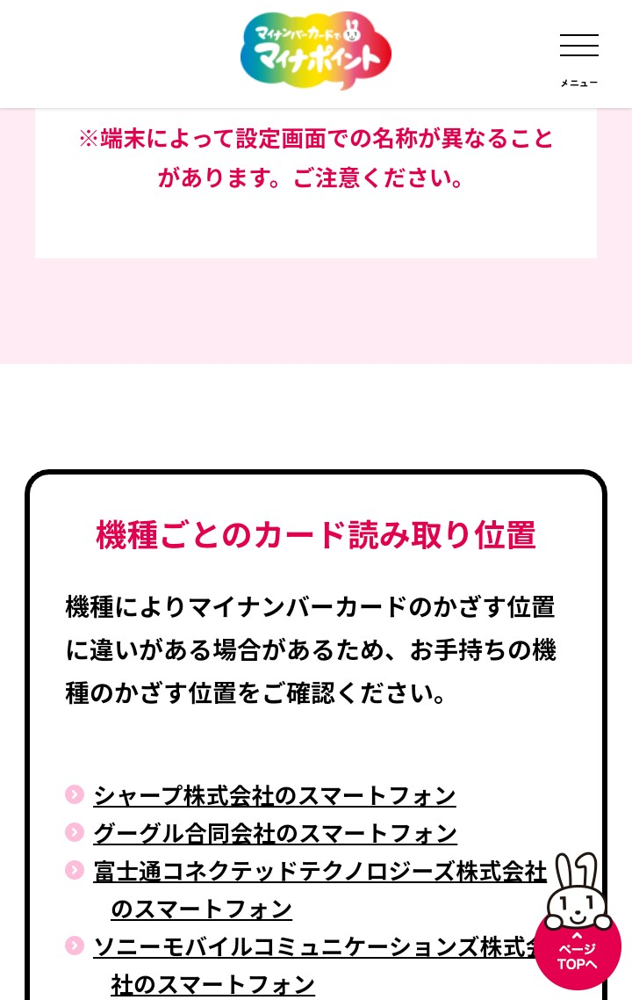 マイナンバーカードで
マイナポイント
メニュー
※端末によって設定画面での名称が異なること
があります。ご注意ください。
機種ごとのカード読み取り位置
機種によりマイナンバーカードのかざす位置
に違いがある場合があるため、お手持ちの機
種のかざす位置をご確認ください。
シャープ株式会社のスマートフォン
グーグル合同会社のスマートフォン
富士通コネクテッドテクノロジーズ株式会社
のスマートフォン
ソニーモバイルコミュニケーションズ株式会
社のスマートフォン
ページ
TOPへ